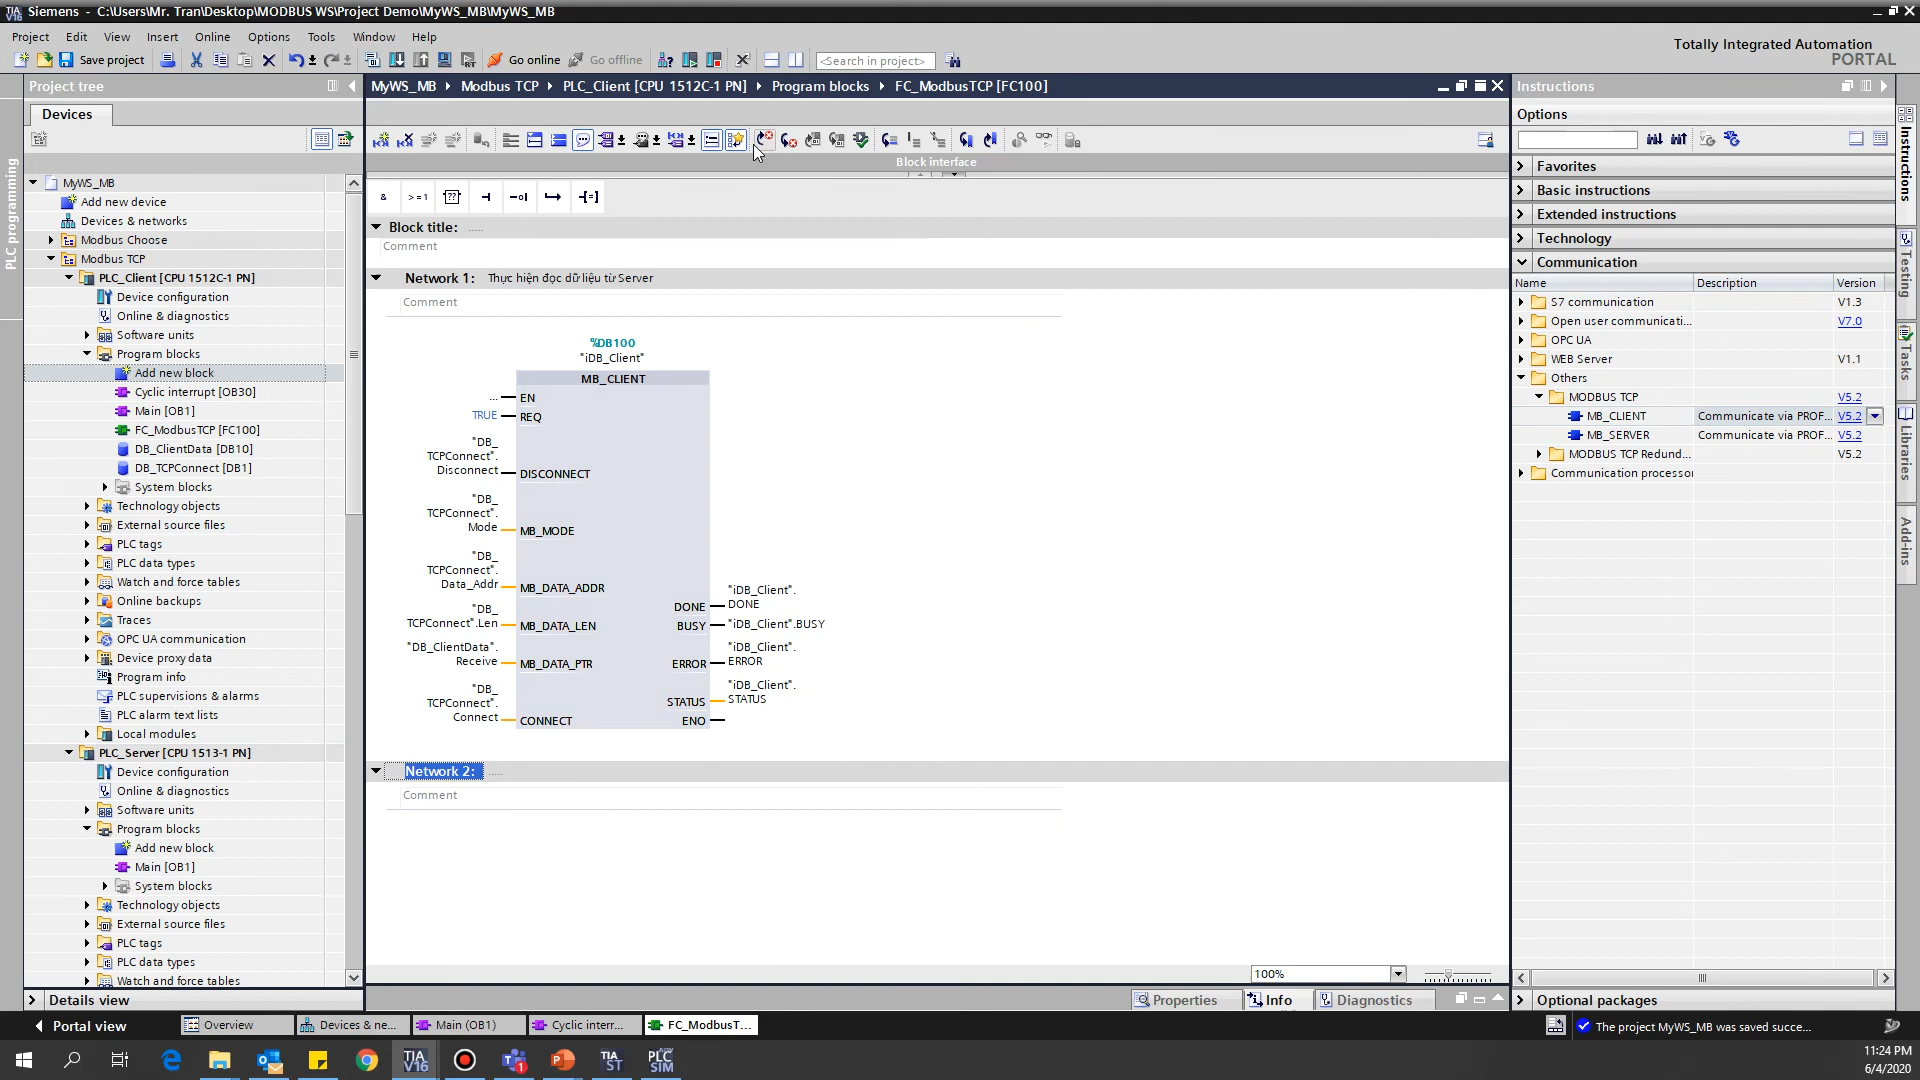 Siemens - C:\Users\Mr. Tran\Desktop\MODBUS WS\Project Demo\MyWS_MB\MyWS_MB
Project Edit View Insert Online Options Tools Window Help
Totally Integrated Automation
PORTAL
Save project
Go online
Go offline
<Search in project>
Project tree
MyWS_MB Modbus TCP PLC_Client [CPU 1512C-1 PN] Program blocks FC_ModbusTCP [FC100]
Instructions
Devices
Options
PLC programming
Block interface
MyWS_MB
Add new device
Devices & networks
Modbus Choose
Modbus TCP
PLC_Client [CPU 1512C-1 PN]
Device configuration
Online & diagnostics
Software units
Program blocks
Add new block
Cyclic interrupt [OB30]
Main [OB1]
FC_ModbusTCP [FC100]
DB_ClientData [DB10]
DB_TCPConnect [DB1]
System blocks
Technology objects
External source files
PLC tags
PLC data types
Watch and force tables
Online backups
Traces
OPC UA communication
Device proxy data
Program info
PLC supervisions & alarms
PLC alarm text lists
Local modules
PLC_Server [CPU 1513-1 PN]
Device configuration
Online & diagnostics
Software units
Program blocks
Add new block
Main [OB1]
System blocks
Technology objects
External source files
PLC tags
PLC data types
Watch and force tables
Details view
& >=1 ?? -| -o| -[=]
Block title: .....
Comment
Network 1: Thực hiện đọc dữ liệu từ Server
Comment
%DB100
"iDB_Client"
MB_CLIENT
... EN
TRUE REQ
"DB_
TCPConnect".
Disconnect DISCONNECT
"DB_
TCPConnect".
Mode MB_MODE
"DB_
TCPConnect".
Data_Addr MB_DATA_ADDR
"DB_
TCPConnect".Len MB_DATA_LEN
"DB_ClientData".
Receive MB_DATA_PTR
"DB_
TCPConnect".
Connect CONNECT
"iDB_Client".
DONE DONE
BUSY "iDB_Client".BUSY
"iDB_Client".
ERROR ERROR
"iDB_Client".
STATUS STATUS
ENO
Network 2: .....
Comment
100%
Properties Info Diagnostics
Favorites
Basic instructions
Extended instructions
Technology
Communication
Name Description Version
S7 communication V1.3
Open user communicati... V7.0
OPC UA
WEB Server V1.1
Others
MODBUS TCP V5.2
MB_CLIENT Communicate via PROF... V5.2
MB_SERVER Communicate via PROF... V5.2
MODBUS TCP Redund... V5.2
Communication processor
Optional packages
Instructions
Testing
Tasks
Libraries
Add-ins
Portal view
Overview
Devices & ne...
Main (OB1)
Cyclic interr...
FC_ModbusT...
The project MyWS_MB was saved succe...
TIA
V16
TIA
ST
PLC
SIM
11:24 PM
6/4/2020